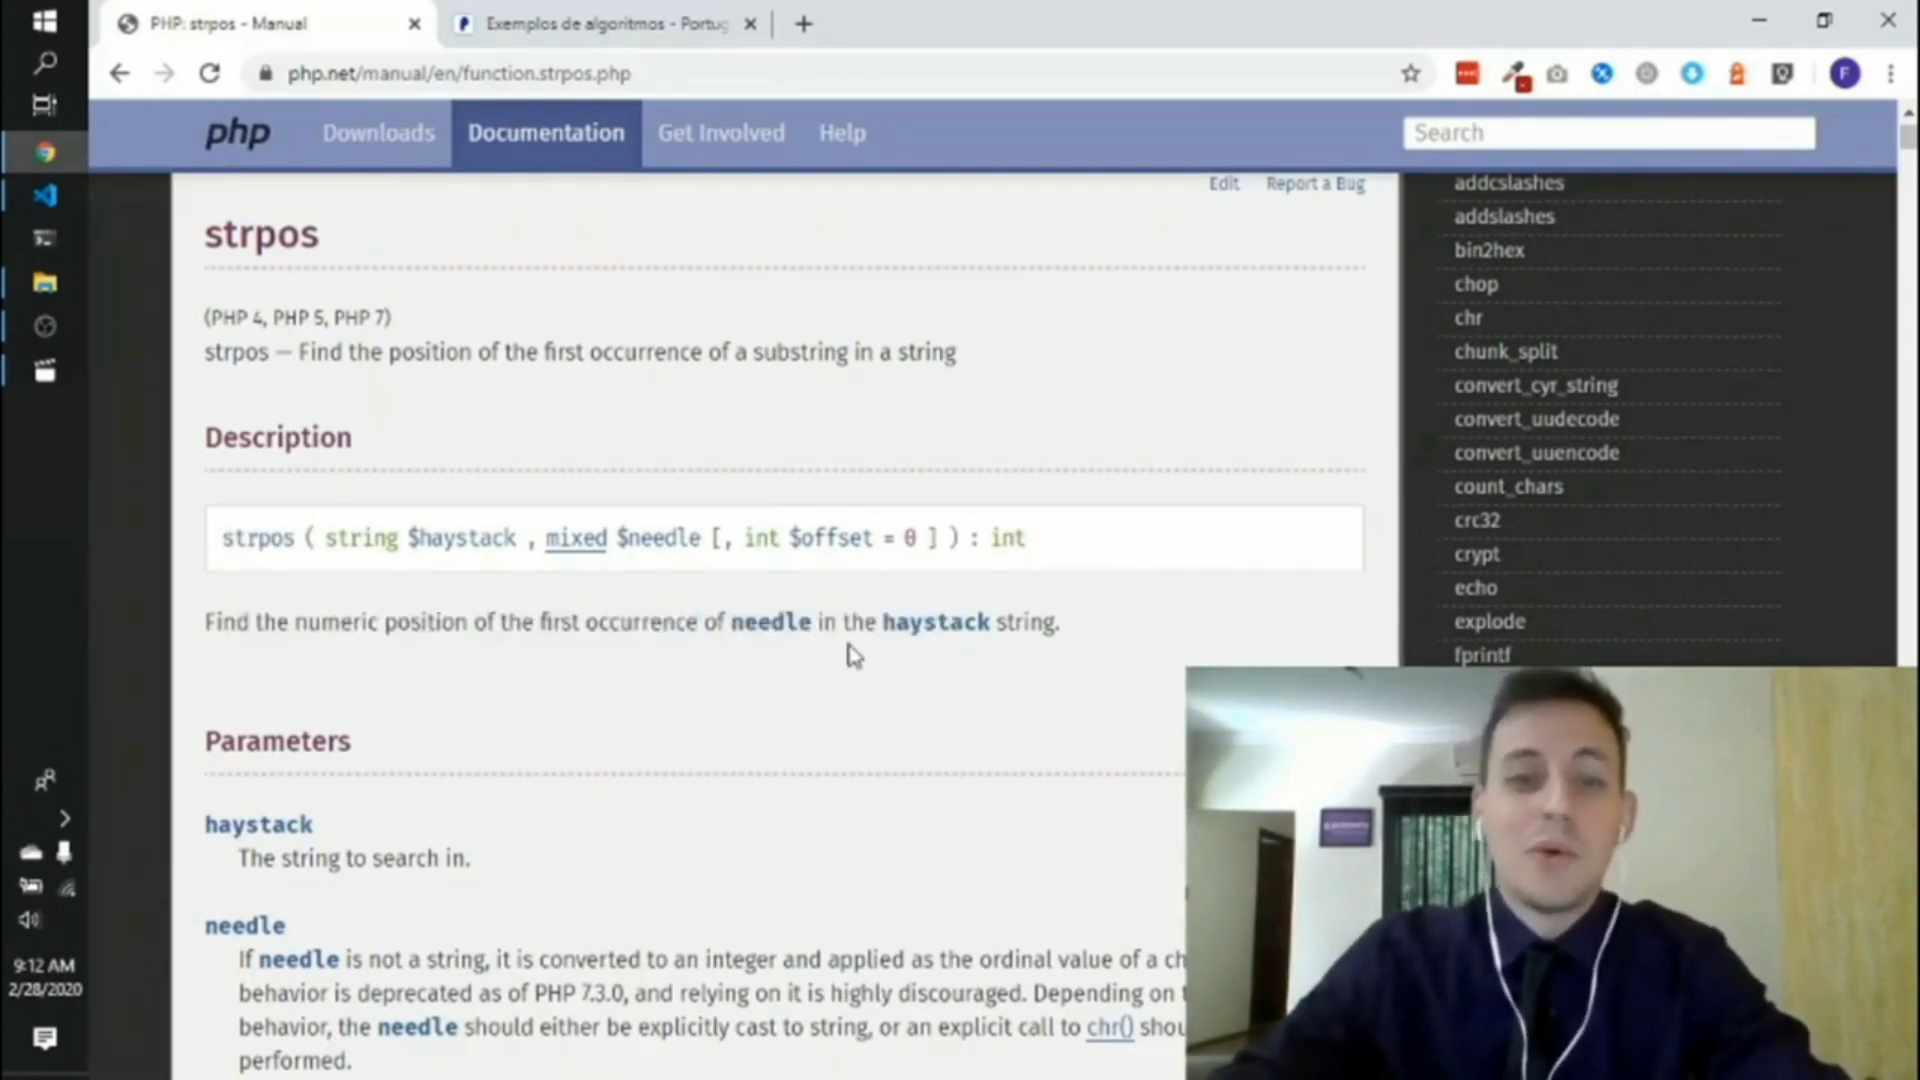 PHP: strpos - Manual
Exemplos de algoritmos - Portug
php.net/manual/en/function.strpos.php
F
php
Downloads
Documentation
Get Involved
Help
Search
Edit
Report a Bug
strpos
(PHP 4, PHP 5, PHP 7)
strpos — Find the position of the first occurrence of a substring in a string
Description
strpos ( string $haystack , mixed $needle [, int $offset = 0 ] ) : int
Find the numeric position of the first occurrence of needle in the haystack string.
Parameters
haystack
The string to search in.
needle
If needle is not a string, it is converted to an integer and applied as the ordinal value of a ch
behavior is deprecated as of PHP 7.3.0, and relying on it is highly discouraged. Depending on
behavior, the needle should either be explicitly cast to string, or an explicit call to chr() shou
performed.
addcslashes
addslashes
bin2hex
chop
chr
chunk_split
convert_cyr_string
convert_uudecode
convert_uuencode
count_chars
crc32
crypt
echo
explode
fprintf
9:12 AM
2/28/2020